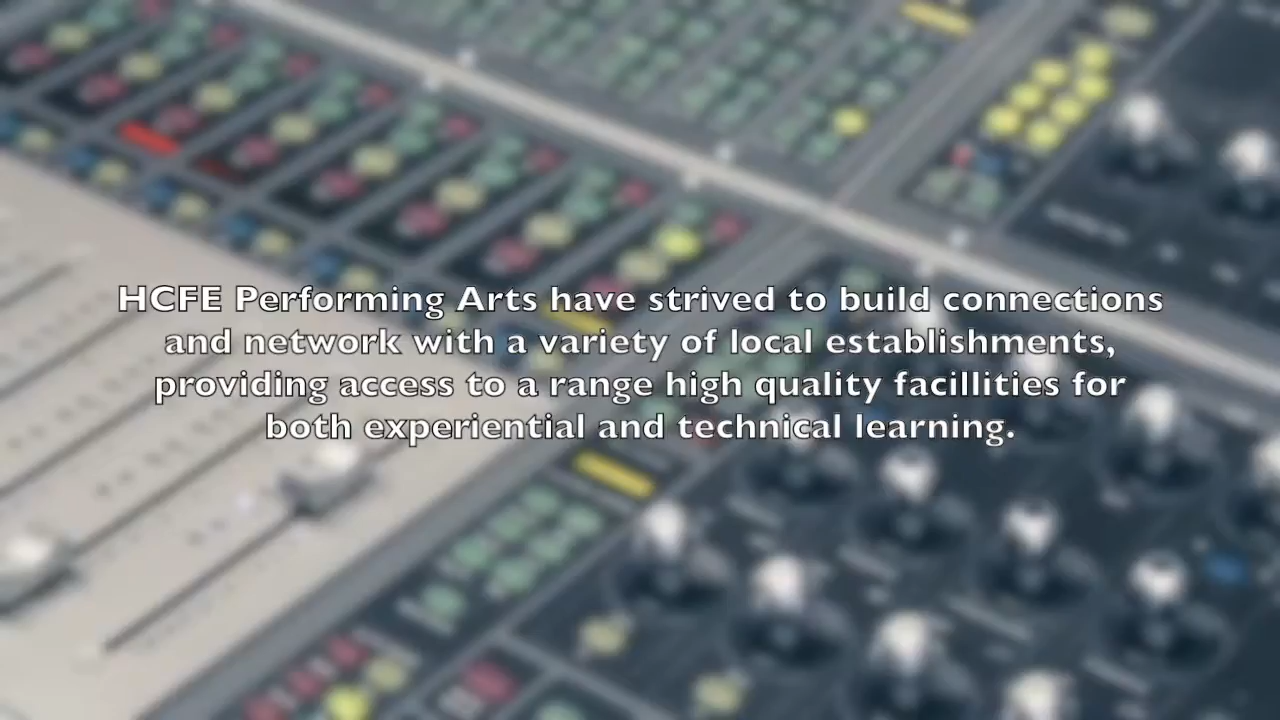 HCFE Performing Arts have strived to build connections
and network with a variety of local establishments,
providing access to a range high quality facillities for
both experiential and technical learning.